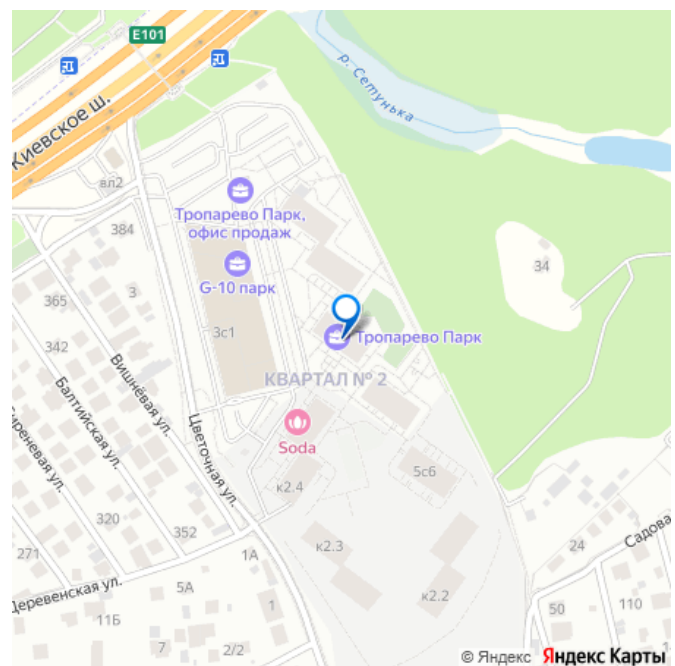 E101
Киевское ш.
р. Сетунька
вл2
384
Тропарево Парк,
офис продаж
G-10 парк
34
365
3
3с1
Тропарево Парк
342
КВАРТАЛ № 2
Вишнёвая ул.
Балтийская ул.
Цветочная ул.
Soda
5с6
к2.4
320
352
к2.3
271
1А
24
Садова
Деревенская ул.
5А
к2.2
11Б
1
50
110
7
2/2
© Яндекс Яндекс Карты